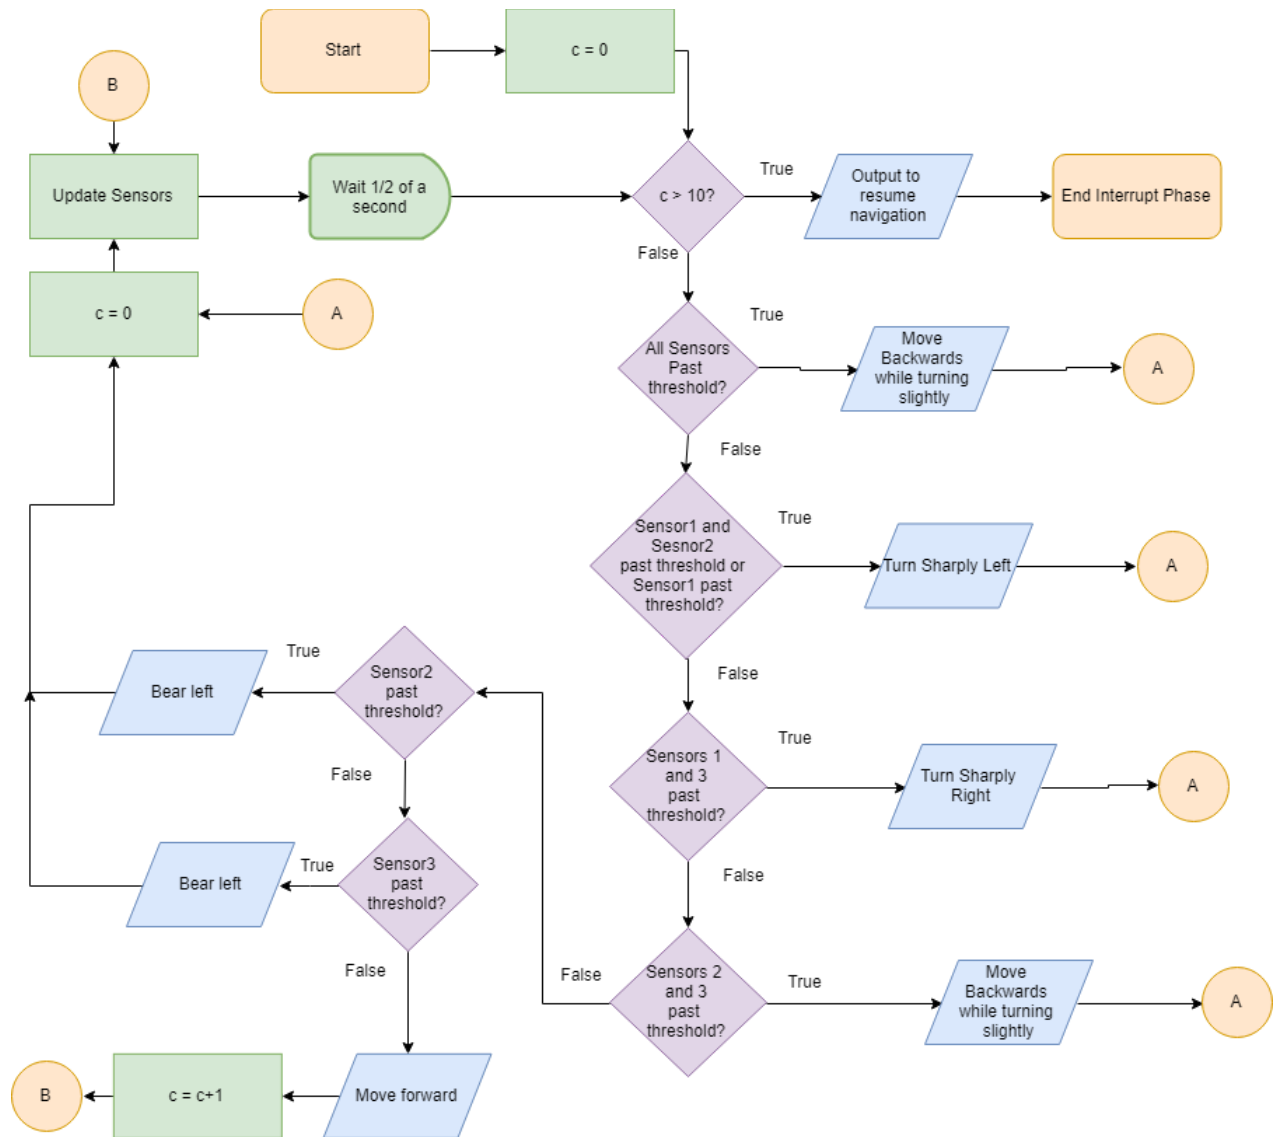 Start
c = 0
B
Update Sensors
Wait 1/2 of a
second
c > 10?
True
Output to
resume
navigation
End Interrupt Phase
False
c = 0
A
All Sensors
Past
threshold?
True
Move
Backwards
while turning
slightly
A
False
Sensor1 and
Sesnor2
past threshold or
Sensor1 past
threshold?
True
Turn Sharply Left
A
False
Sensors 1
and 3
past
threshold?
True
Turn Sharply
Right
A
False
Sensors 2
and 3
past
threshold?
True
Move
Backwards
while turning
slightly
A
False
Sensor2
past
threshold?
True
Bear left
False
Sensor3
past
threshold?
True
Bear left
False
Move forward
c = c+1
B